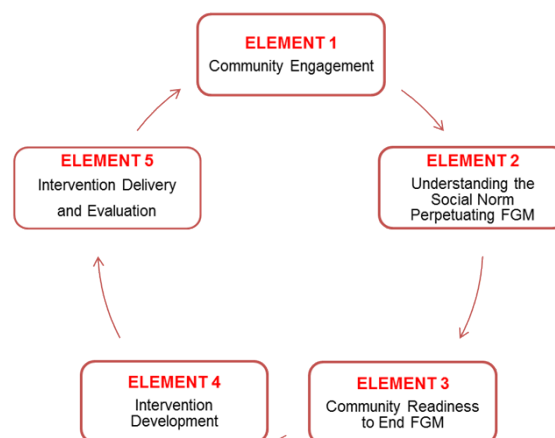 ELEMENT 1
Community Engagement
ELEMENT 2
Understanding the
Social Norm
Perpetuating FGM
ELEMENT 3
Community Readiness
to End FGM
ELEMENT 4
Intervention
Development
ELEMENT 5
Intervention Delivery
and Evaluation